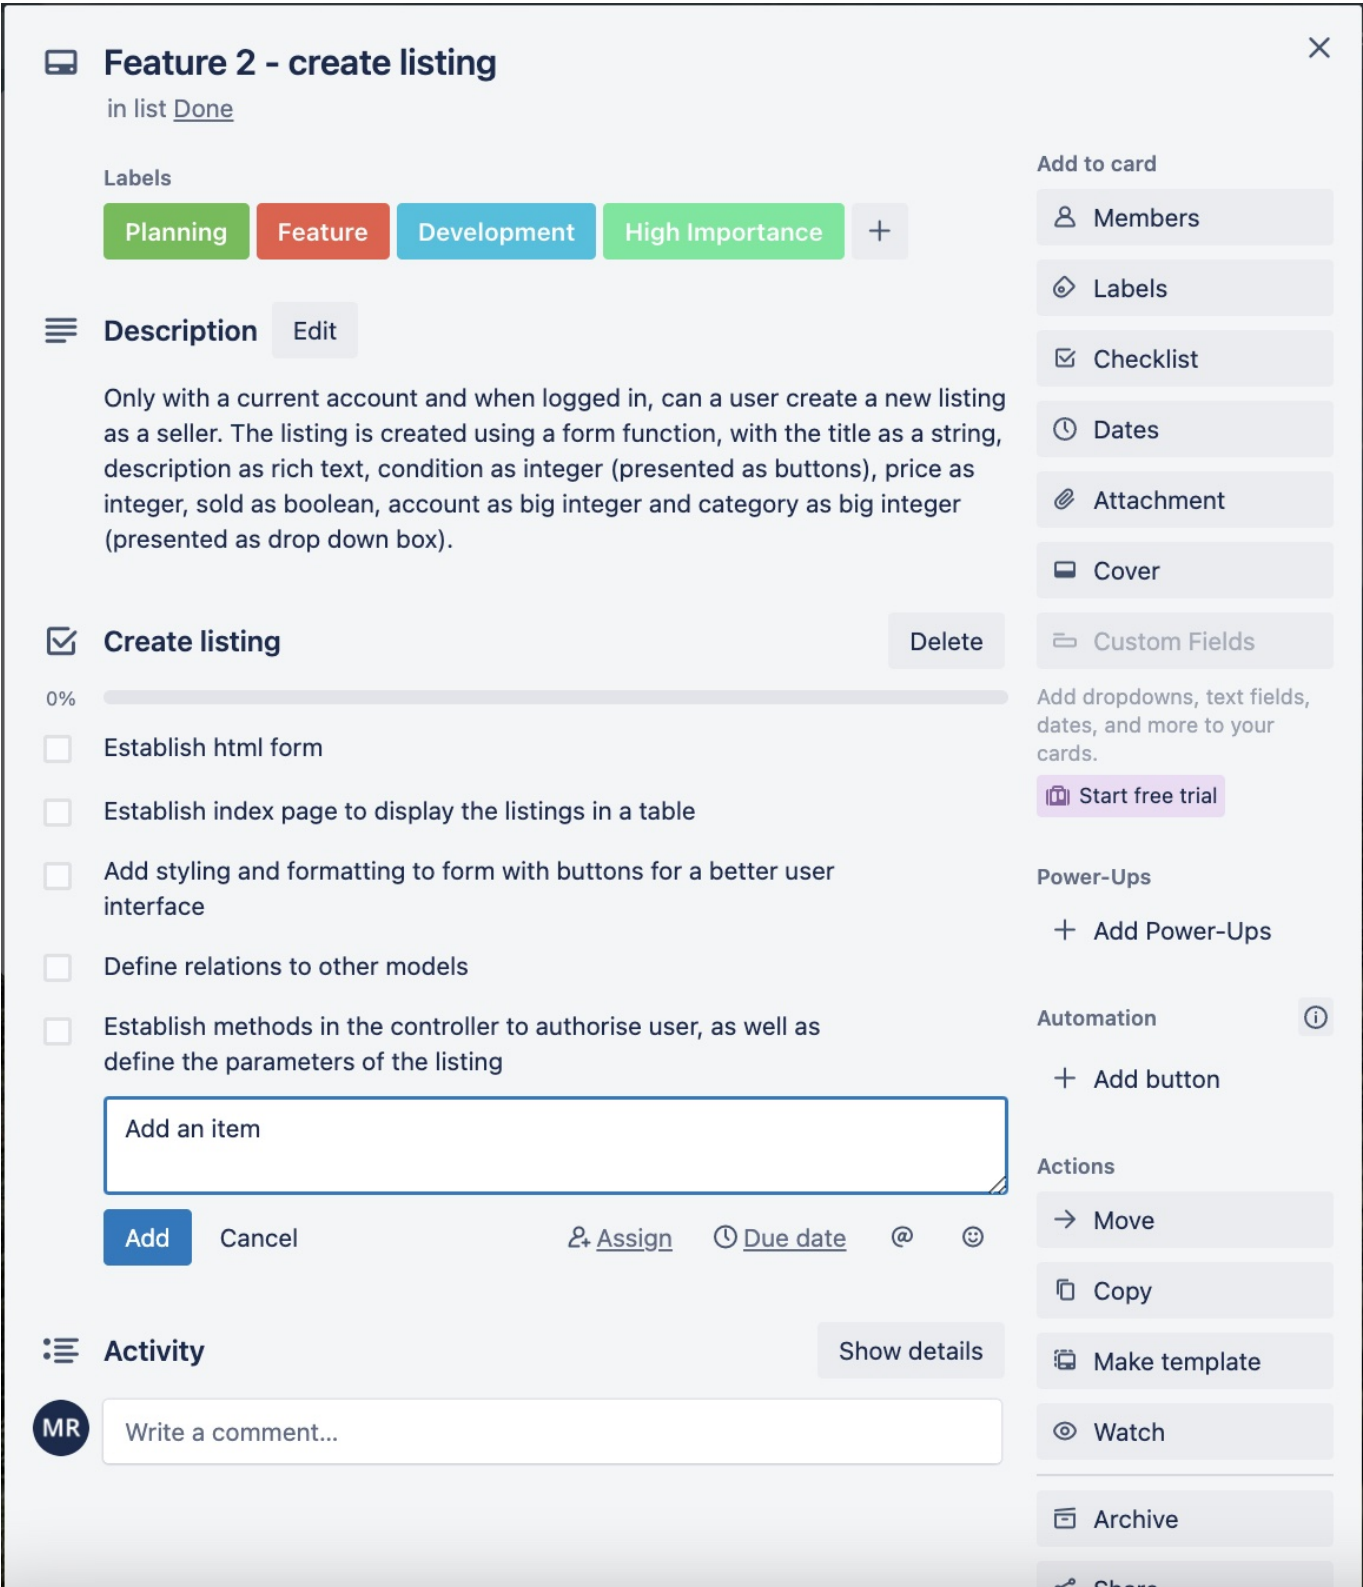 Feature 2 - create listing
in list Done
Labels
Planning Feature Development High Importance
Description Edit
Only with a current account and when logged in, can a user create a new listing
as a seller. The listing is created using a form function, with the title as a string,
description as rich text, condition as integer (presented as buttons), price as
integer, sold as boolean, account as big integer and category as big integer
(presented as drop down box).
Create listing Delete
0%
Establish html form
Establish index page to display the listings in a table
Add styling and formatting to form with buttons for a better user
interface
Define relations to other models
Establish methods in the controller to authorise user, as well as
define the parameters of the listing
Add an item
Add Cancel Assign Due date @
Activity Show details
MR Write a comment...
Add to card
Members
Labels
Checklist
Dates
Attachment
Cover
Custom Fields
Add dropdowns, text fields,
dates, and more to your
cards.
Start free trial
Power-Ups
+ Add Power-Ups
Automation
+ Add button
Actions
Move
Copy
Make template
Watch
Archive
Share